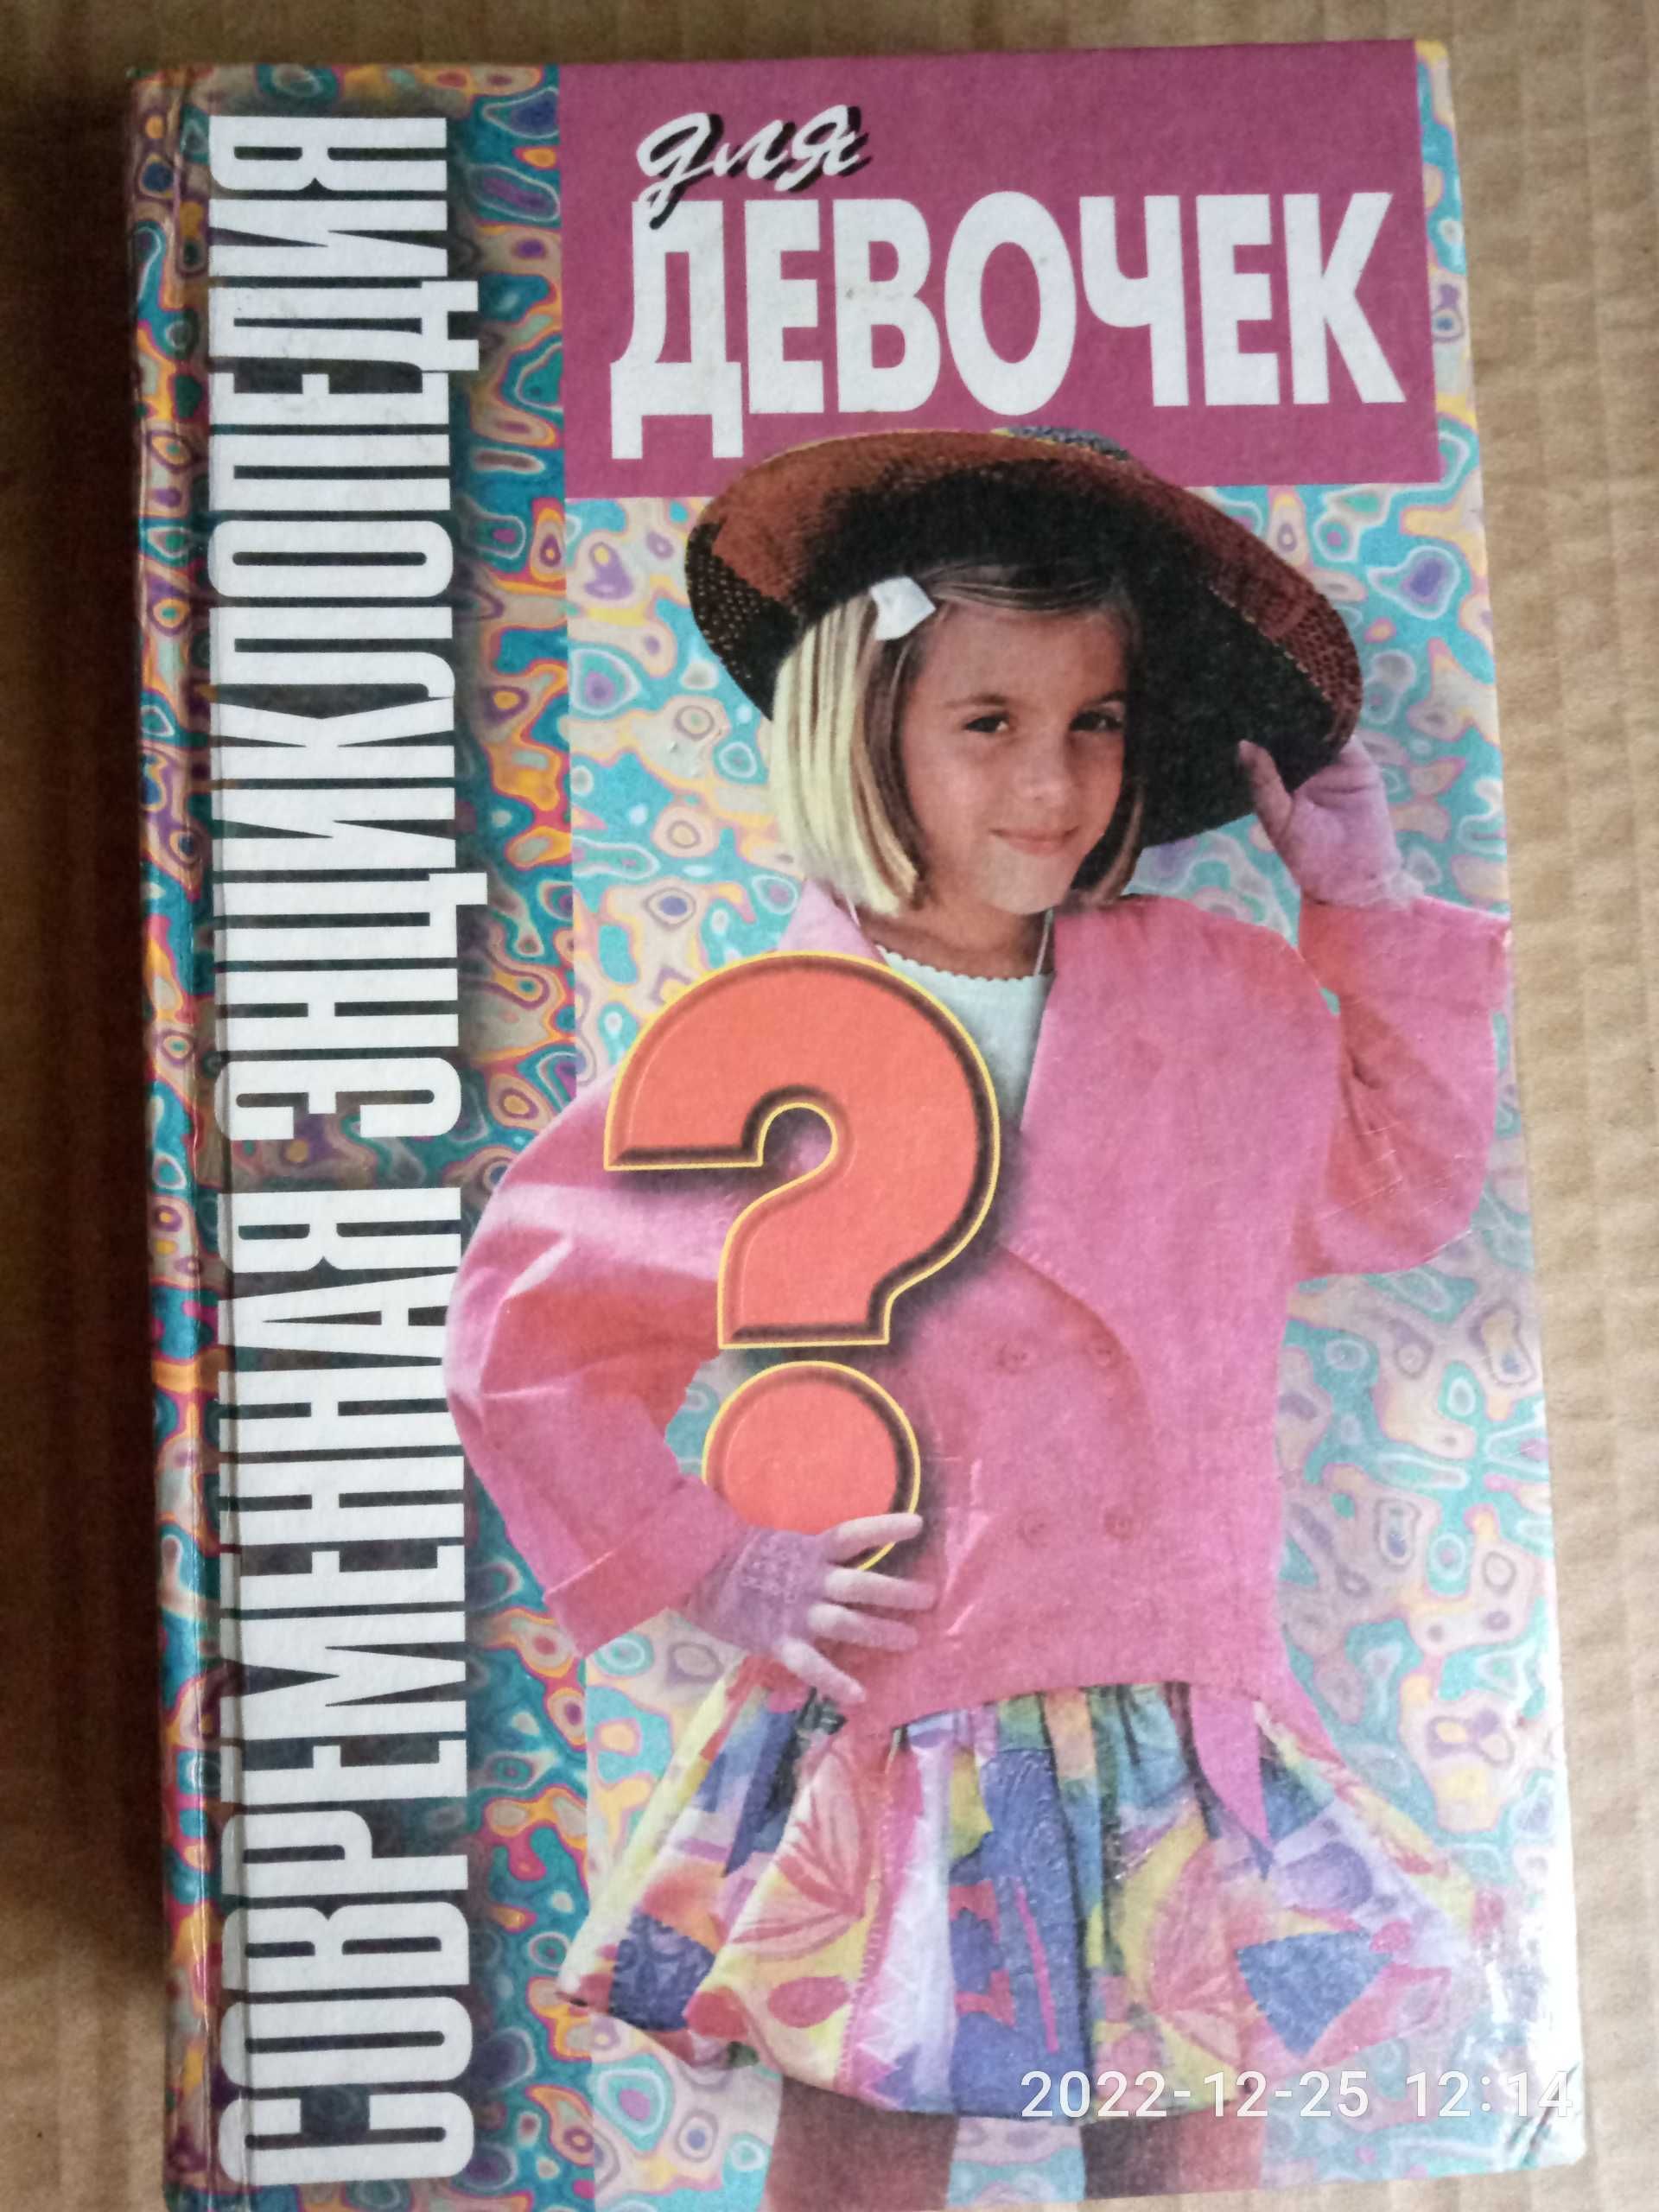 СОВРЕМЕННАЯ ЭНЦИКЛОПЕДИЯ
для
ДЕВОЧЕК
?
2022-12-25 12:14